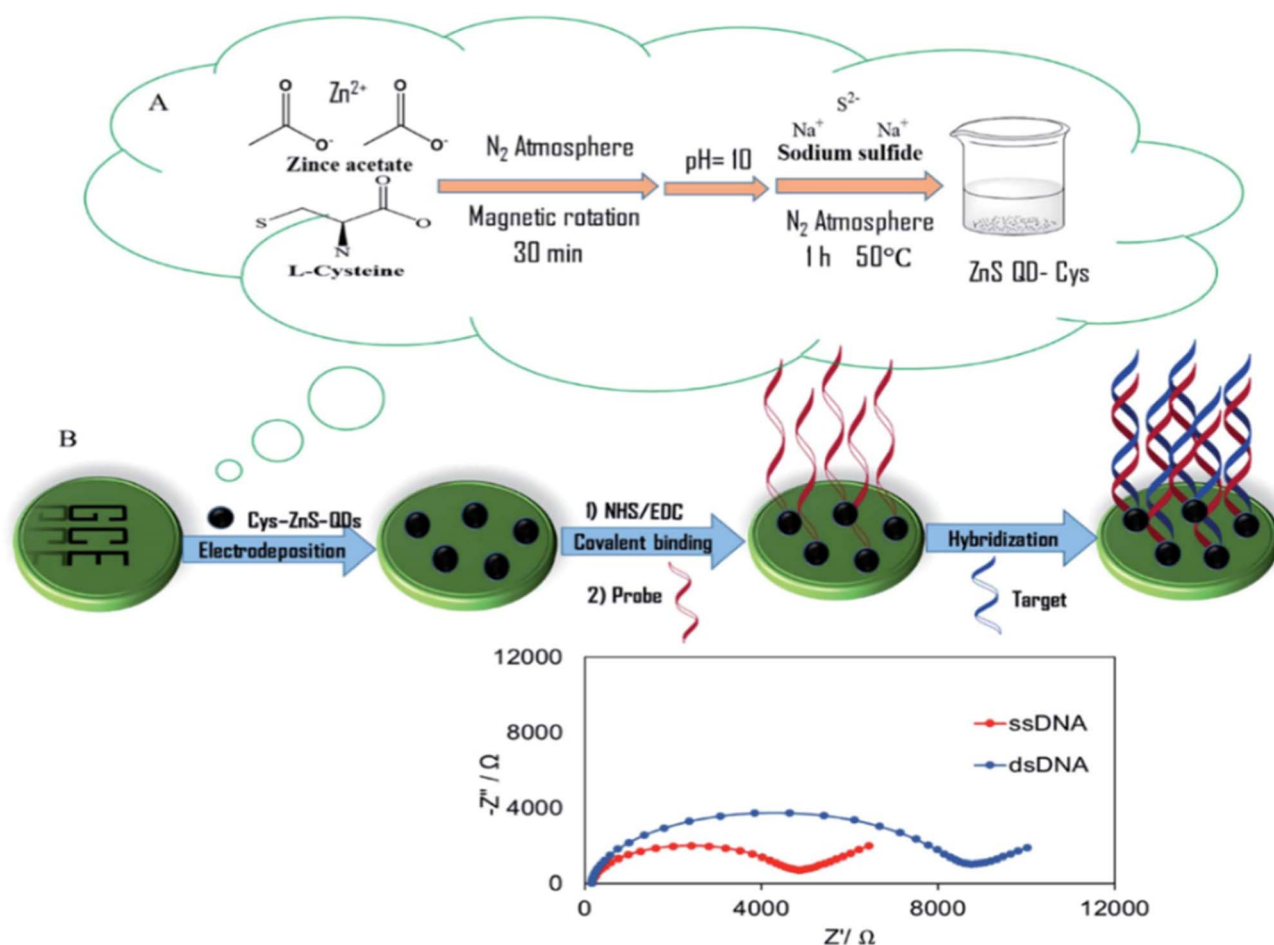 A
O
Zn²⁺
O
O⁻
O⁻
Zince acetate
O
S
O
N
L-Cysteine
N₂ Atmosphere
Magnetic rotation
30 min
pH= 10
S²⁻
Na⁺ Na⁺
Sodium sulfide
N₂ Atmosphere
1 h 50°C
ZnS QD- Cys
B
GCE
Cys-ZnS-QDs
Electrodeposition
1) NHS/EDC
Covalent binding
2) Probe
Hybridization
Target
12000
8000
4000
0
-Z"/ Ω
ssDNA
dsDNA
0 4000 8000 12000
Z'/ Ω